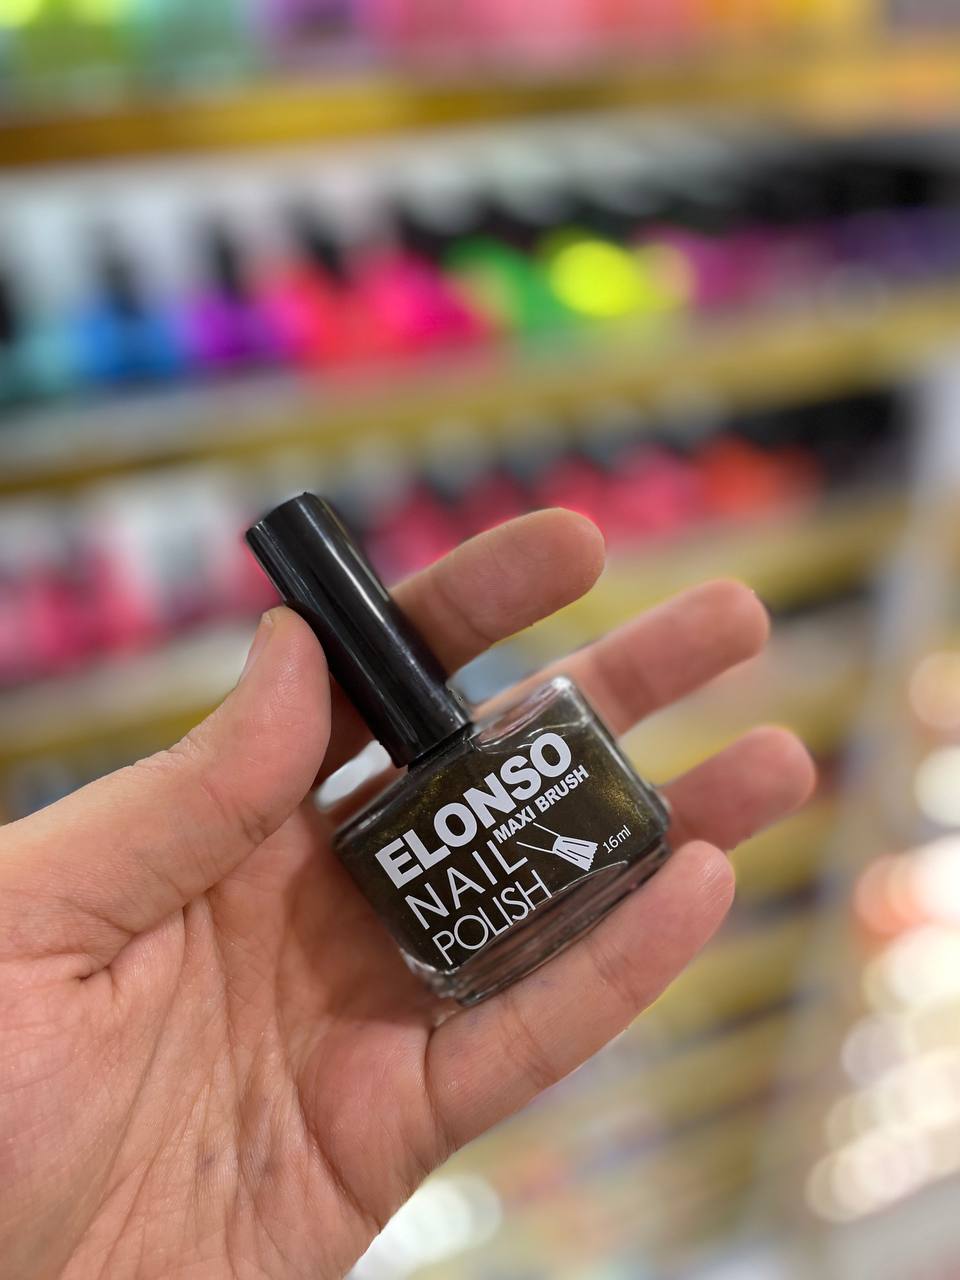 ELONSO
MAXI BRUSH
NAIL
POLISH
16ml